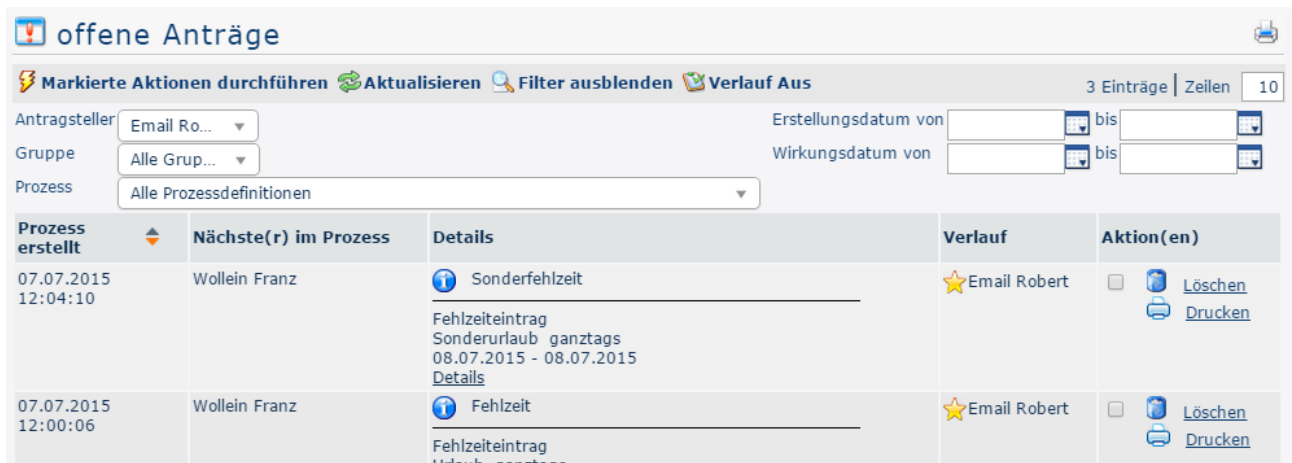 offene Anträge
Markierte Aktionen durchführen Aktualisieren Filter ausblenden Verlauf Aus 3 Einträge | Zeilen 10
Antragsteller Email Ro... Erstellungsdatum von bis
Gruppe Alle Grup... Wirkungsdatum von bis
Prozess Alle Prozessdefinitionen
Prozess erstellt Nächste(r) im Prozess Details Verlauf Aktion(en)
07.07.2015 Wollein Franz Sonderfehlzeit Email Robert Löschen
12:04:10 Drucken
Fehlzeiteintrag
Sonderurlaub ganztags
08.07.2015 - 08.07.2015
Details
07.07.2015 Wollein Franz Fehlzeit Email Robert Löschen
12:00:06 Drucken
Fehlzeiteintrag
Urlaub ganztags